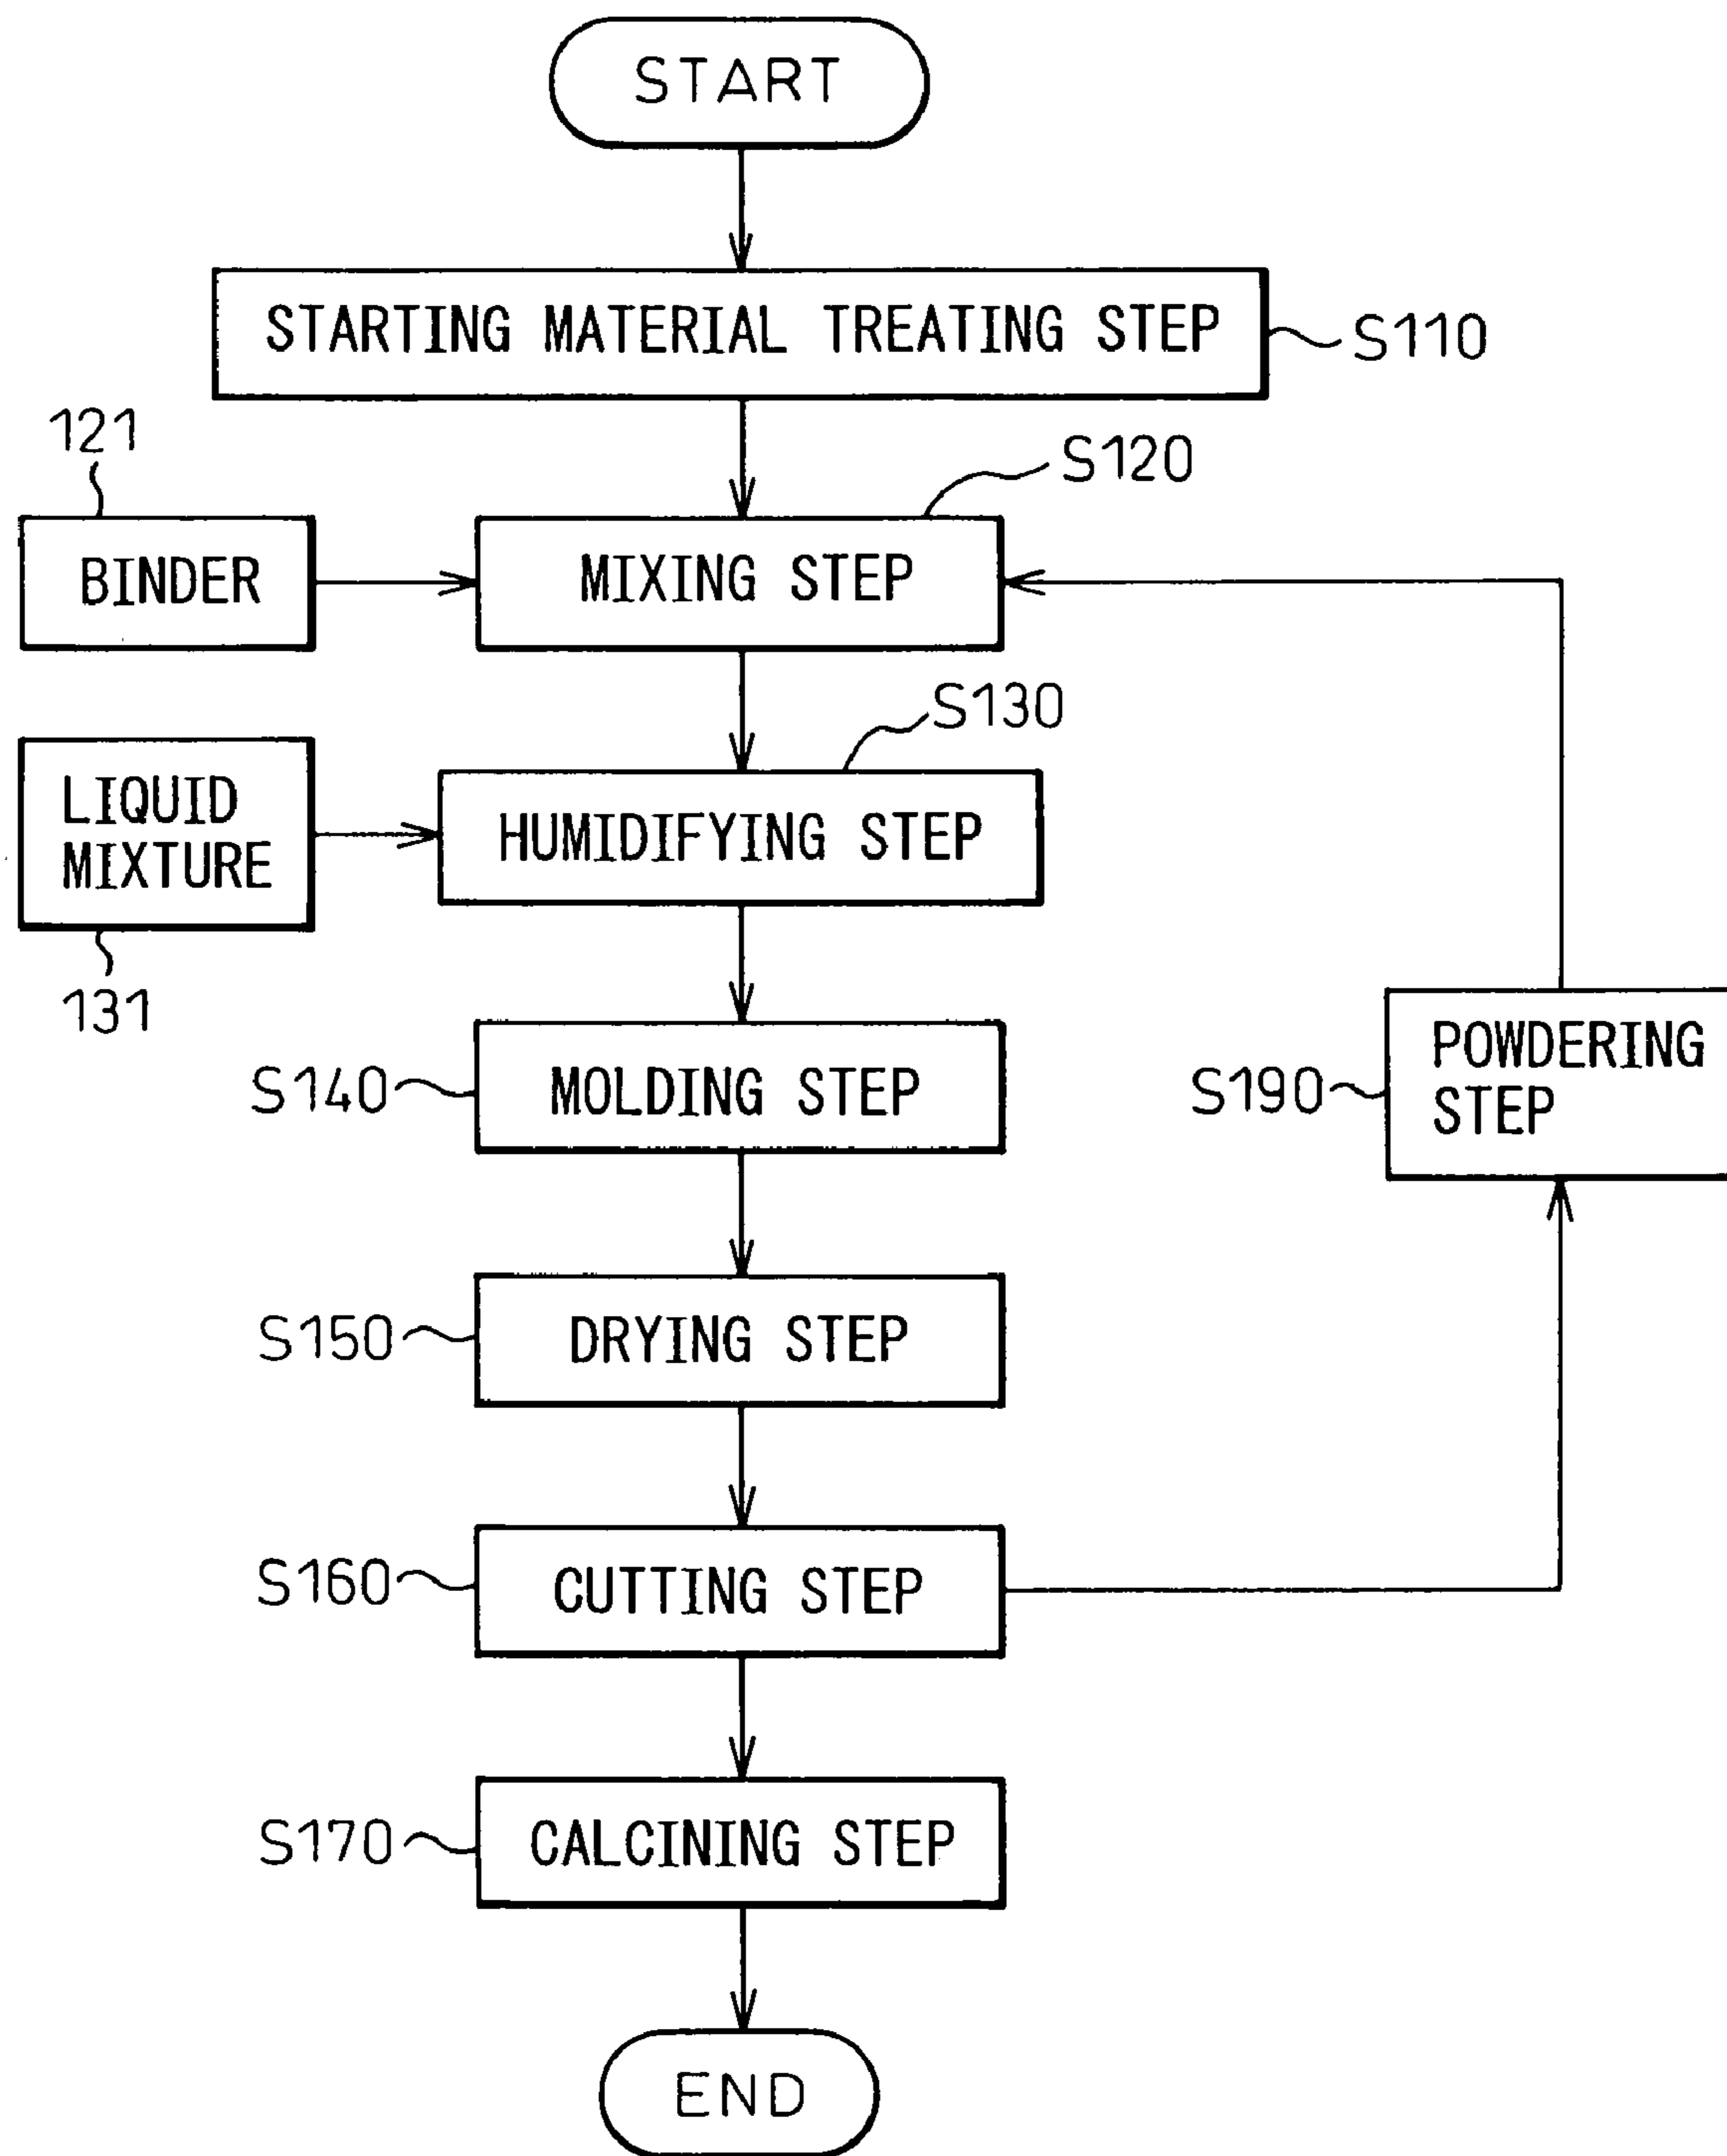 START
STARTING MATERIAL TREATING STEP
S110
121
S120
BINDER
MIXING STEP
S130
LIQUID
MIXTURE
HUMIDIFYING STEP
131
S140
MOLDING STEP
S190
POWDERING
STEP
S150
DRYING STEP
S160
CUTTING STEP
S170
CALCINING STEP
END